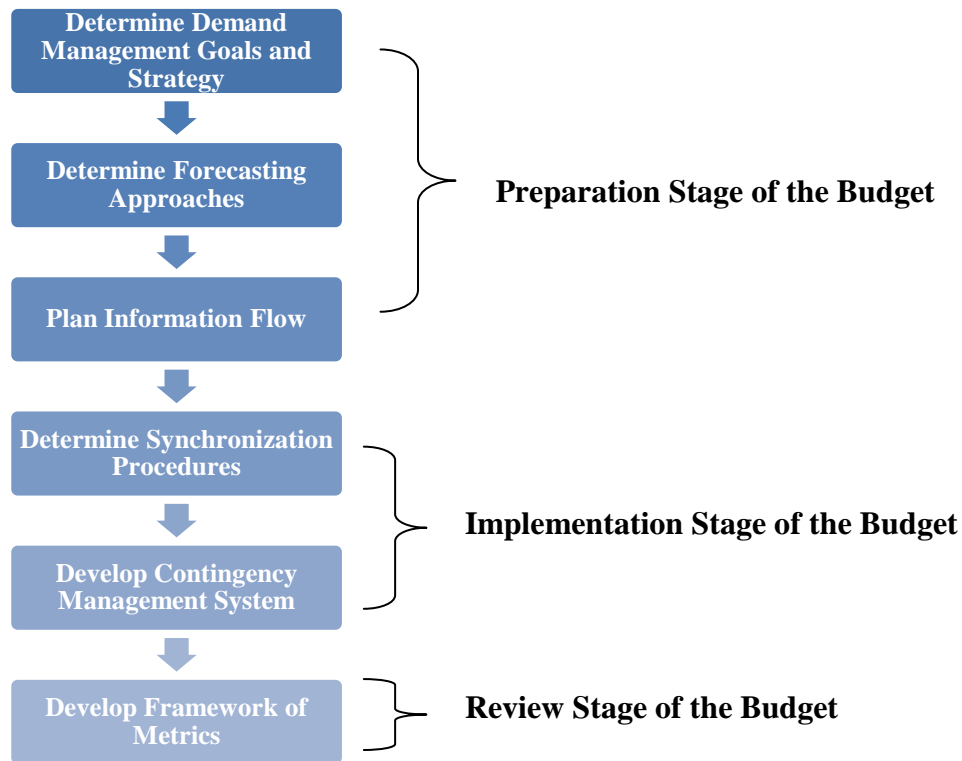 Determine Demand
Management Goals and
Strategy
Determine Forecasting
Approaches
Preparation Stage of the Budget
Plan Information Flow
Determine Synchronization
Procedures
Implementation Stage of the Budget
Develop Contingency
Management System
Develop Framework of
Metrics
Review Stage of the Budget